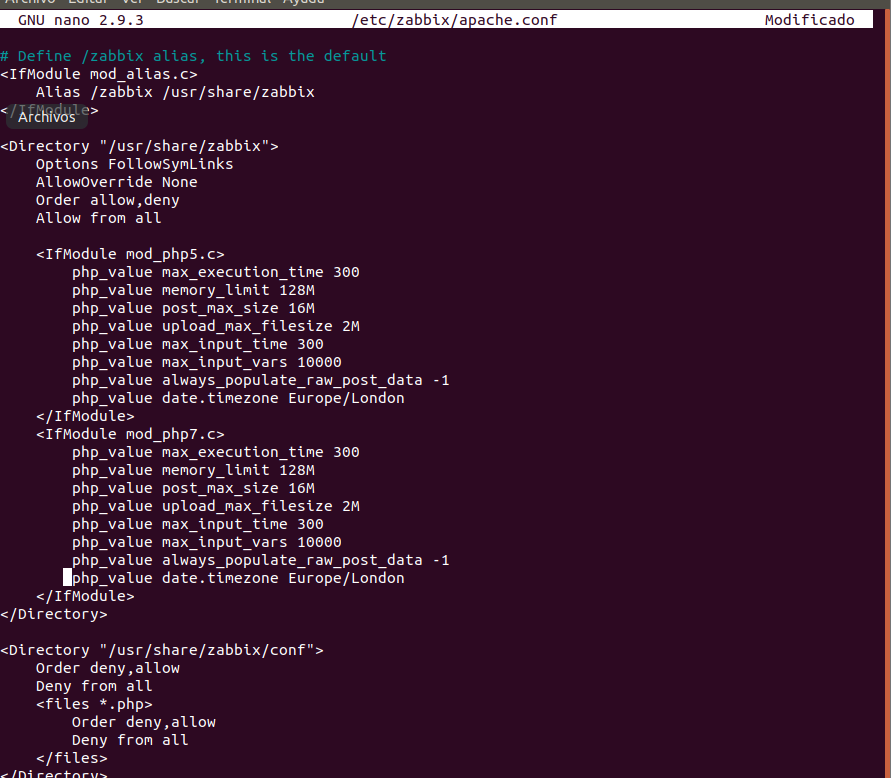 Archivo Editar Ver Buscar Terminal Ayuda
GNU nano 2.9.3 /etc/zabbix/apache.conf Modificado
# Define /zabbix alias, this is the default
<IfModule mod_alias.c>
    Alias /zabbix /usr/share/zabbix
</IfModule>
Archivos
<Directory "/usr/share/zabbix">
    Options FollowSymLinks
    AllowOverride None
    Order allow,deny
    Allow from all
    <IfModule mod_php5.c>
        php_value max_execution_time 300
        php_value memory_limit 128M
        php_value post_max_size 16M
        php_value upload_max_filesize 2M
        php_value max_input_time 300
        php_value max_input_vars 10000
        php_value always_populate_raw_post_data -1
        php_value date.timezone Europe/London
    </IfModule>
    <IfModule mod_php7.c>
        php_value max_execution_time 300
        php_value memory_limit 128M
        php_value post_max_size 16M
        php_value upload_max_filesize 2M
        php_value max_input_time 300
        php_value max_input_vars 10000
        php_value always_populate_raw_post_data -1
        php_value date.timezone Europe/London
    </IfModule>
</Directory>
<Directory "/usr/share/zabbix/conf">
    Order deny,allow
    Deny from all
    <files *.php>
        Order deny,allow
        Deny from all
    </files>
</Directory>